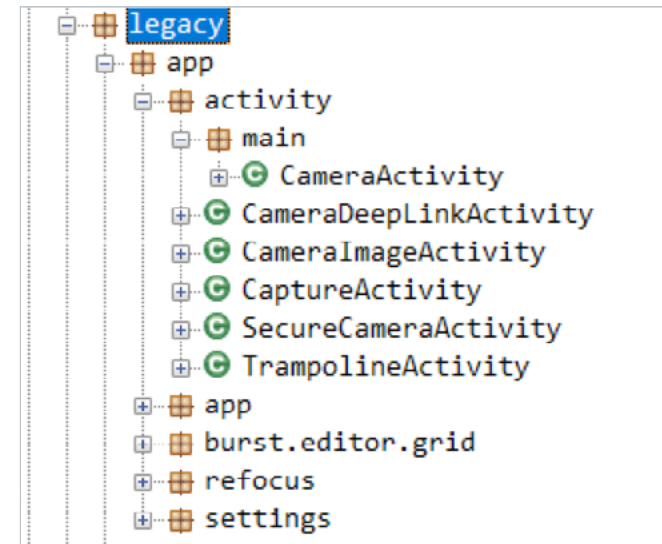 legacy
app
activity
main
CameraActivity
CameraDeepLinkActivity
CameraImageActivity
CaptureActivity
SecureCameraActivity
TrampolineActivity
app
burst.editor.grid
refocus
settings